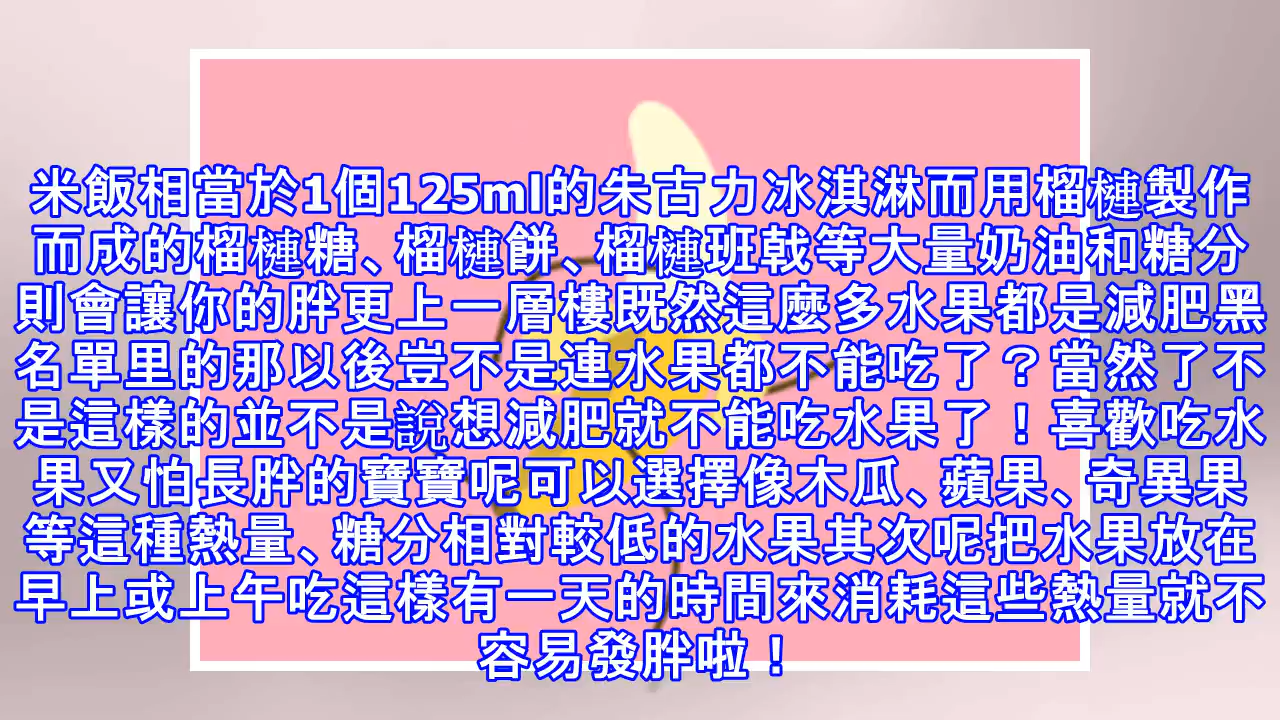 米飯相當於1個125ml的朱古力冰淇淋而用榴槤製作
而成的榴槤糖、榴槤餅、榴槤班戟等大量奶油和糖分
則會讓你的胖更上一層樓既然這麼多水果都是減肥黑
名單里的那以後豈不是連水果都不能吃了？當然了不
是這樣的並不是說想減肥就不能吃水果了！喜歡吃水
果又怕長胖的寶寶呢可以選擇像木瓜、蘋果、奇異果
等這種熱量、糖分相對較低的水果其次呢把水果放在
早上或上午吃這樣有一天的時間來消耗這些熱量就不
容易發胖啦！